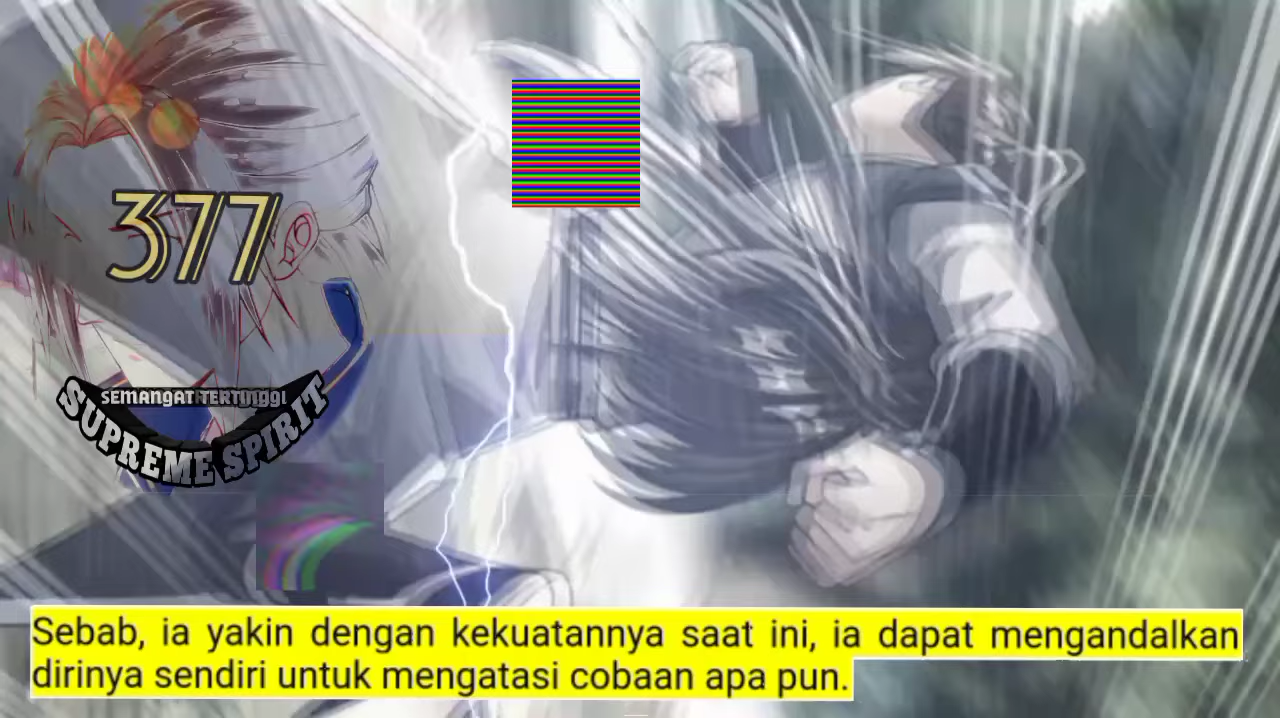 377
SEMANGAT TERTINGGI
SUPREME SPIRIT
Sebab, ia yakin dengan kekuatannya saat ini, ia dapat mengandalkan
dirinya sendiri untuk mengatasi cobaan apa pun.